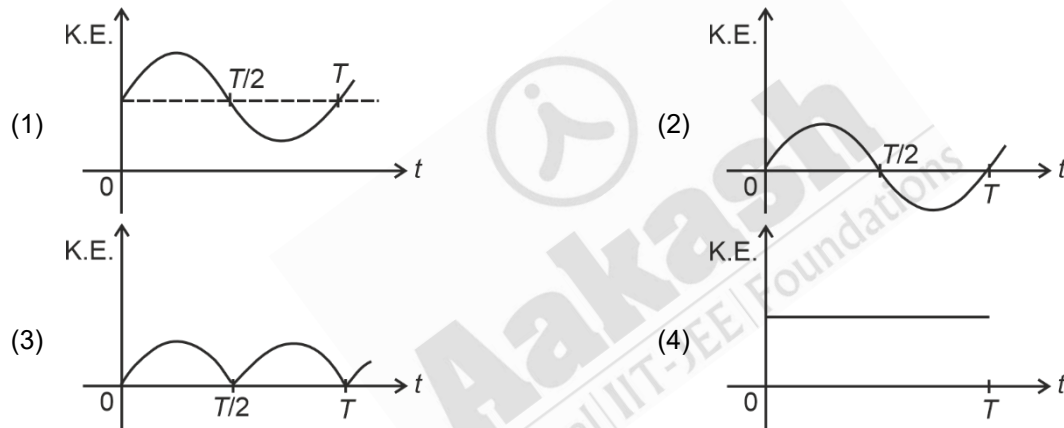 K.E.
T/2
T
(1)
t
0
K.E.
T/2
(2)
t
0
T
K.E.
(3)
t
0
T/2
T
K.E.
(4)
t
0
T
Aakash
IIT-JEE|Foundations